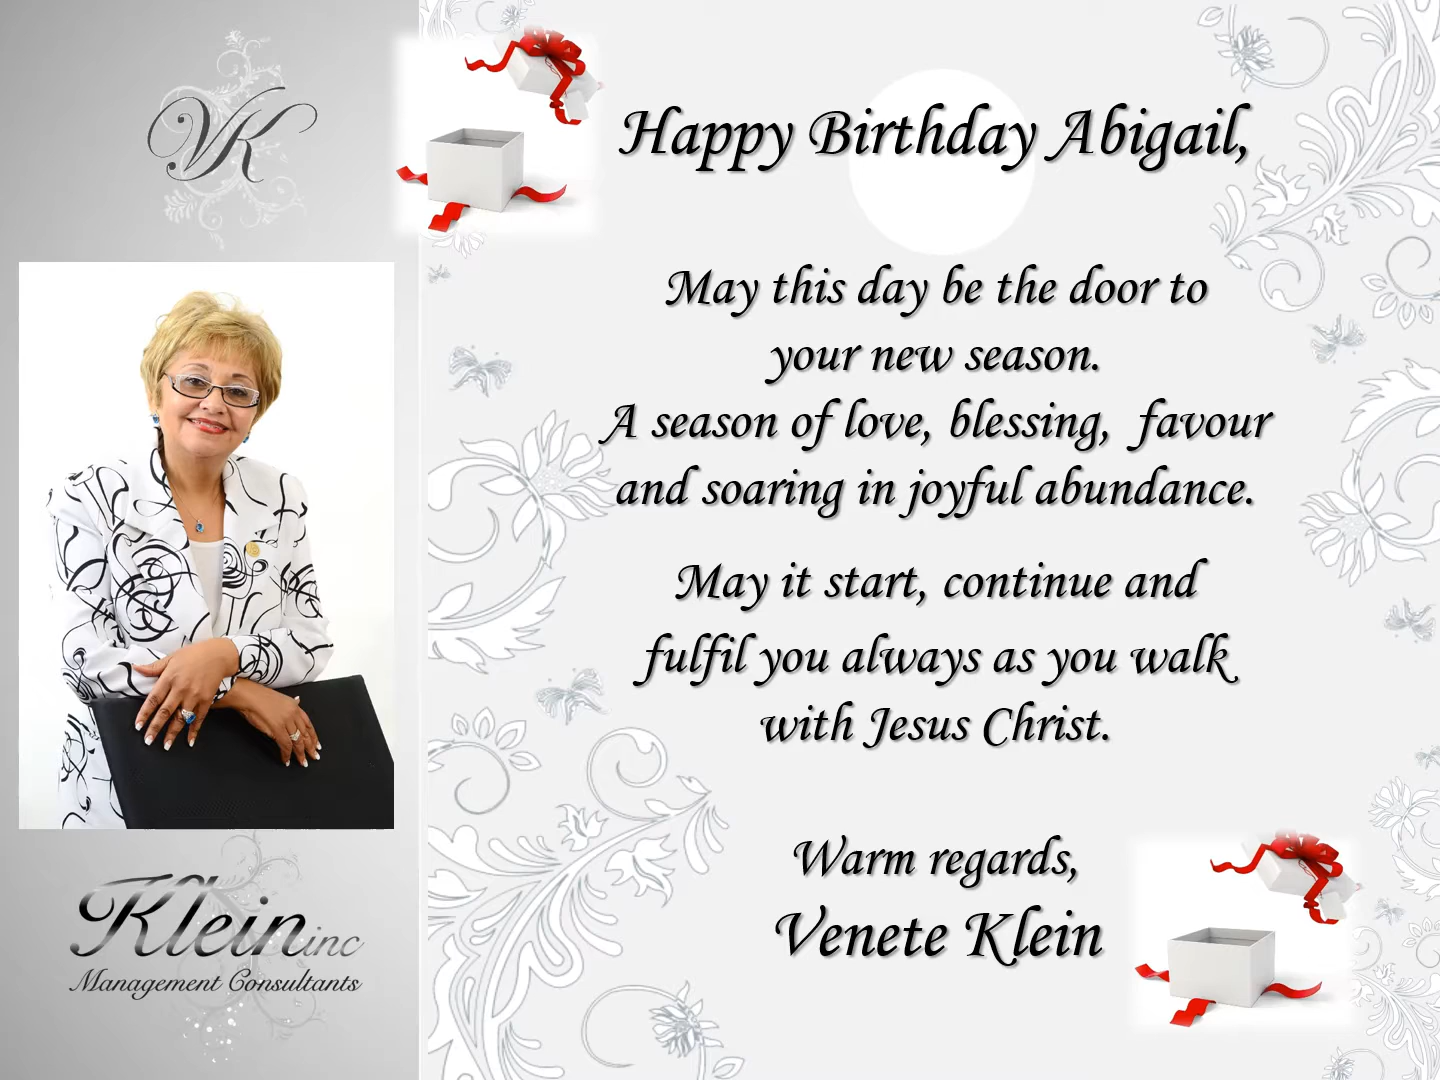 VK
Happy Birthday Abigail,
May this day be the door to
your new season.
A season of love, blessing, favour
and soaring in joyful abundance.
May it start, continue and
fulfil you always as you walk
with Jesus Christ.
Warm regards,
Venete Klein
Klein inc
Management Consultants